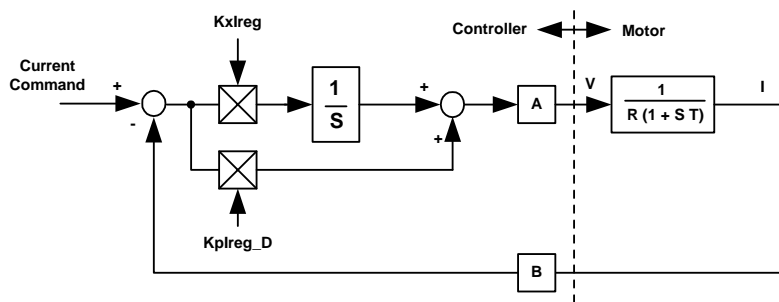 KxIreg
Controller
Motor
Current
Command
+
-
1
S
+
+
A
V
1
R (1 + S T)
I
KpIreg_D
B